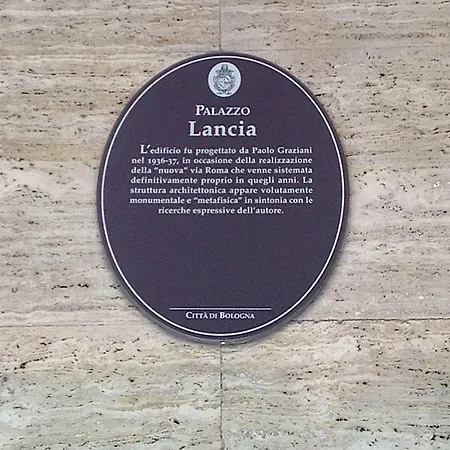 PALAZZO
Lancia
L'edificio fu progettato da Paolo Graziani
nel 1936-37, in occasione della realizzazione
della "nuova" via Roma che venne sistemata
definitivamente proprio in quegli anni. La
struttura architettonica appare volutamente
monumentale e "metafisica" in sintonia con le
ricerche espressive dell'autore.
CITTÀ DI BOLOGNA